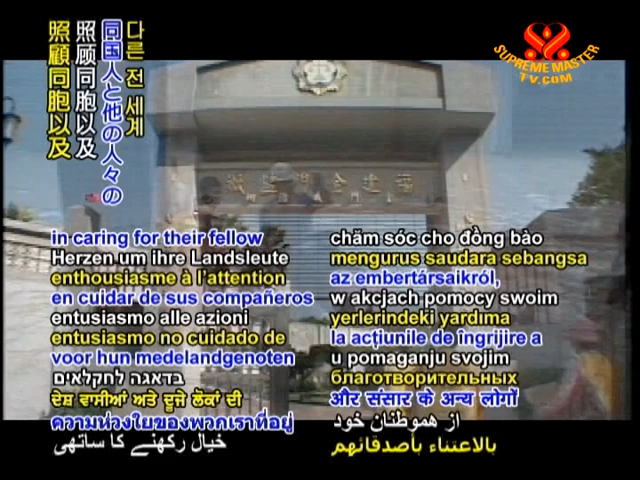 다른 전 세계
同国人と他の人々の
照顾同胞以及
照顧同胞以及
SUPREME MASTER
TV.COM
in caring for their fellow
Herzen um ihre Landsleute
enthousiasme à l'attention
en cuidar de sus compañeros
entusiasmo alle azioni
entusiasmo no cuidado de
voor hun medelandgenoten
בדאגה לחקלאים
ਦੇਸ਼ ਵਾਸੀਆਂ ਅਤੇ ਦੂਜੇ ਲੋਕਾਂ ਦੀ
ความห่วงใยของพวกเราที่อยู่
خیال رکھنے کا ساتھی
chăm sóc cho đồng bào
mengurus saudara sebangsa
az embertársaikról,
w akcjach pomocy swoim
yerlerindeki yardıma
la acţiunile de îngrijire a
u pomaganju svojim
благотворительных
और संसार के अन्य लोगों
از هموطنان خود
بالاعتناء بأصدقائهم